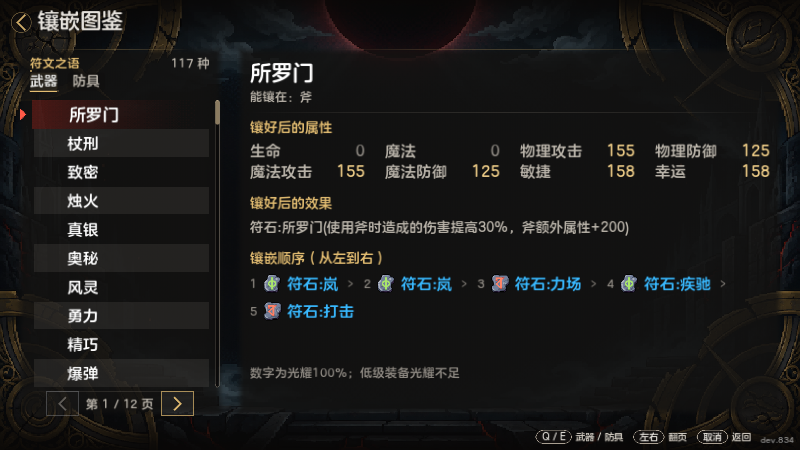 镶嵌图鉴
符文之语 117 种
武器 防具
所罗门
杖刑
致密
烛火
真银
奥秘
风灵
勇力
精巧
爆弹
第 1 / 12 页
所罗门
能镶在：斧
镶好后的属性
生命 0 魔法 0 物理攻击 155 物理防御 125
魔法攻击 155 魔法防御 125 敏捷 158 幸运 158
镶好后的效果
符石:所罗门(使用斧时造成的伤害提高30%，斧额外属性+200)
镶嵌顺序（从左到右）
1 符石:岚 > 2 符石:岚 > 3 符石:力场 > 4 符石:疾驰 >
5 符石:打击
数字为光耀100%；低级装备光耀不足
Q / E 武器 / 防具 左右 翻页 取消 返回 dev.834